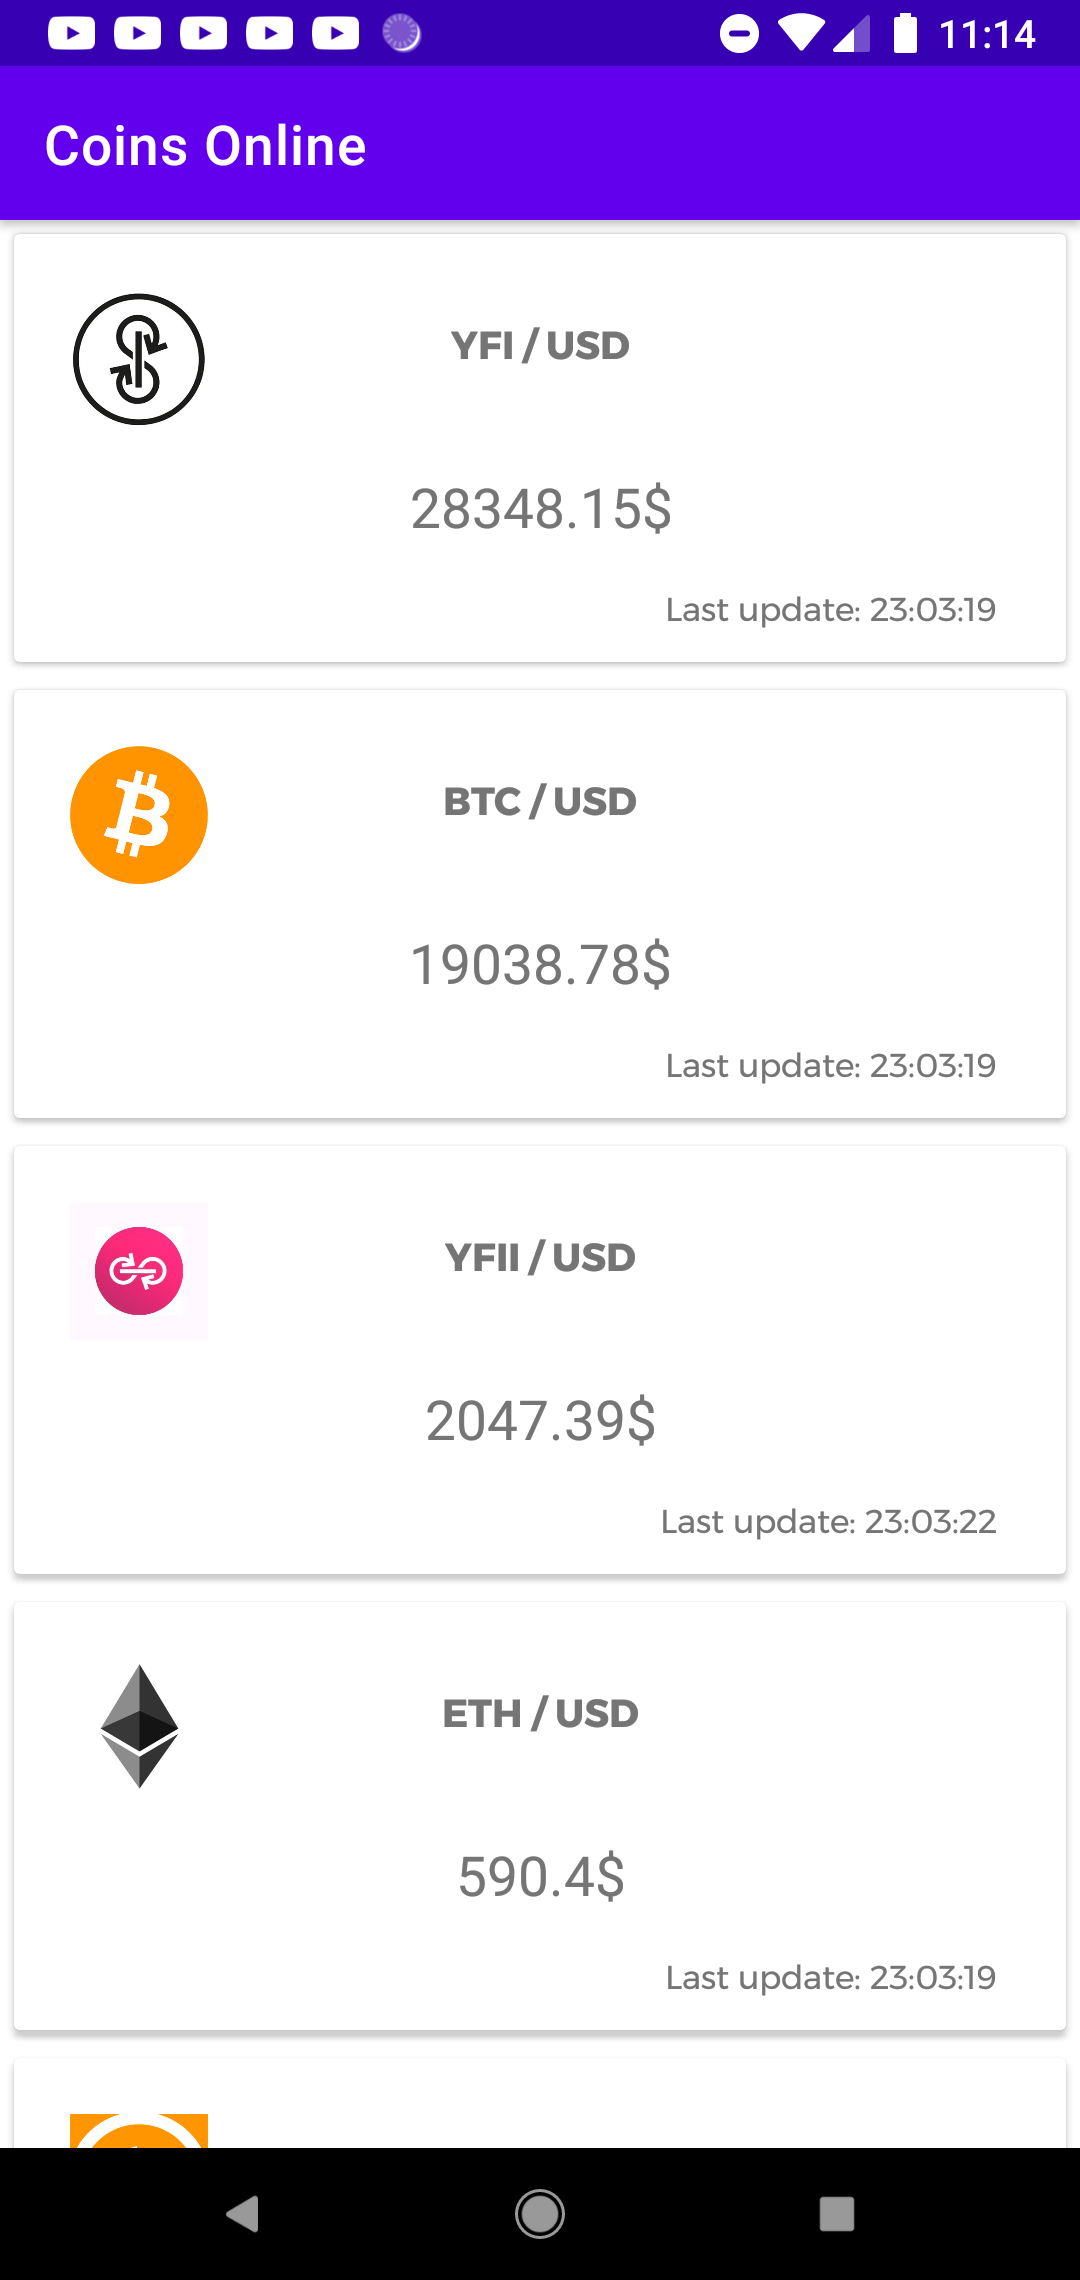 11:14
Coins Online
YFI / USD
28348.15$
Last update: 23:03:19
BTC / USD
19038.78$
Last update: 23:03:19
YFII / USD
2047.39$
Last update: 23:03:22
ETH / USD
590.4$
Last update: 23:03:19